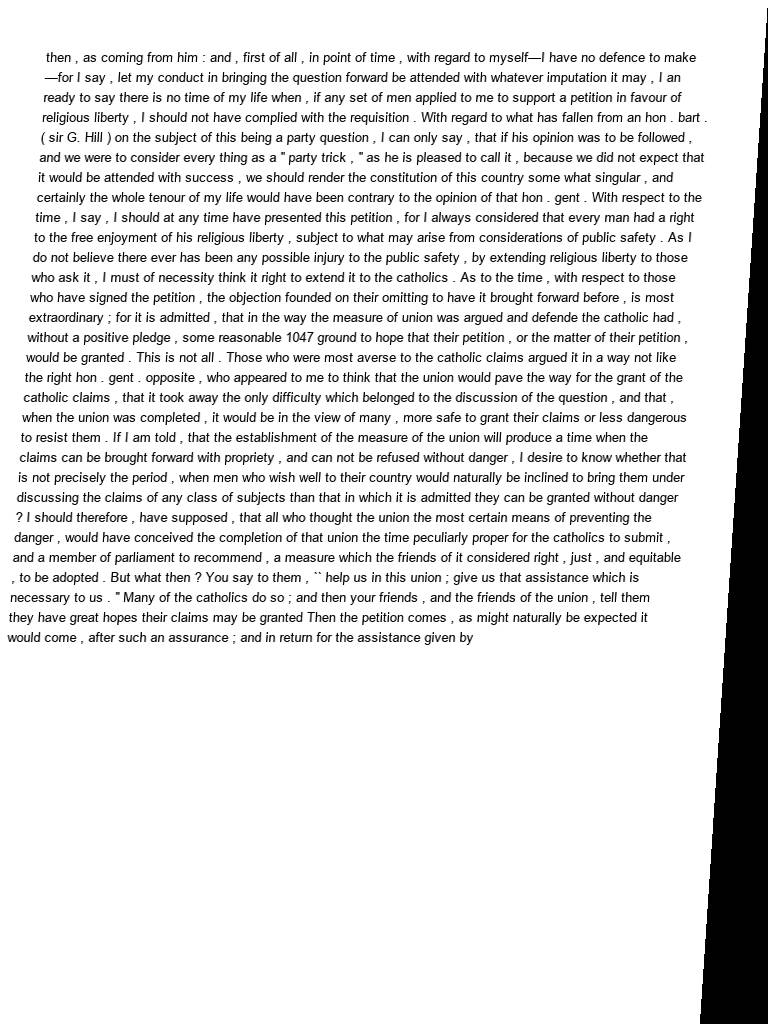 then , as coming from him : and , first of all , in point of time , with regard to myself—I have no defence to make
—for I say , let my conduct in bringing the question forward be attended with whatever imputation it may , I an
ready to say there is no time of my life when , if any set of men applied to me to support a petition in favour of
religious liberty , I should not have complied with the requisition . With regard to what has fallen from an hon . bart .
( sir G. Hill ) on the subject of this being a party question , I can only say , that if his opinion was to be followed ,
and we were to consider every thing as a " party trick , " as he is pleased to call it , because we did not expect that
it would be attended with success , we should render the constitution of this country some what singular , and
certainly the whole tenour of my life would have been contrary to the opinion of that hon . gent . With respect to the
time , I say , I should at any time have presented this petition , for I always considered that every man had a right
to the free enjoyment of his religious liberty , subject to what may arise from considerations of public safety . As I
do not believe there ever has been any possible injury to the public safety , by extending religious liberty to those
who ask it , I must of necessity think it right to extend it to the catholics . As to the time , with respect to those
who have signed the petition , the objection founded on their omitting to have it brought forward before , is most
extraordinary ; for it is admitted , that in the way the measure of union was argued and defende the catholic had ,
without a positive pledge , some reasonable 1047 ground to hope that their petition , or the matter of their petition ,
would be granted . This is not all . Those who were most averse to the catholic claims argued it in a way not like
the right hon . gent . opposite , who appeared to me to think that the union would pave the way for the grant of the
catholic claims , that it took away the only difficulty which belonged to the discussion of the question , and that ,
when the union was completed , it would be in the view of many , more safe to grant their claims or less dangerous
to resist them . If I am told , that the establishment of the measure of the union will produce a time when the
claims can be brought forward with propriety , and can not be refused without danger , I desire to know whether that
is not precisely the period , when men who wish well to their country would naturally be inclined to bring them under
discussing the claims of any class of subjects than that in which it is admitted they can be granted without danger
? I should therefore , have supposed , that all who thought the union the most certain means of preventing the
danger , would have conceived the completion of that union the time peculiarly proper for the catholics to submit ,
and a member of parliament to recommend , a measure which the friends of it considered right , just , and equitable
, to be adopted . But what then ? You say to them , `` help us in this union ; give us that assistance which is
necessary to us . " Many of the catholics do so ; and then your friends , and the friends of the union , tell them
they have great hopes their claims may be granted Then the petition comes , as might naturally be expected it
would come , after such an assurance ; and in return for the assistance given by